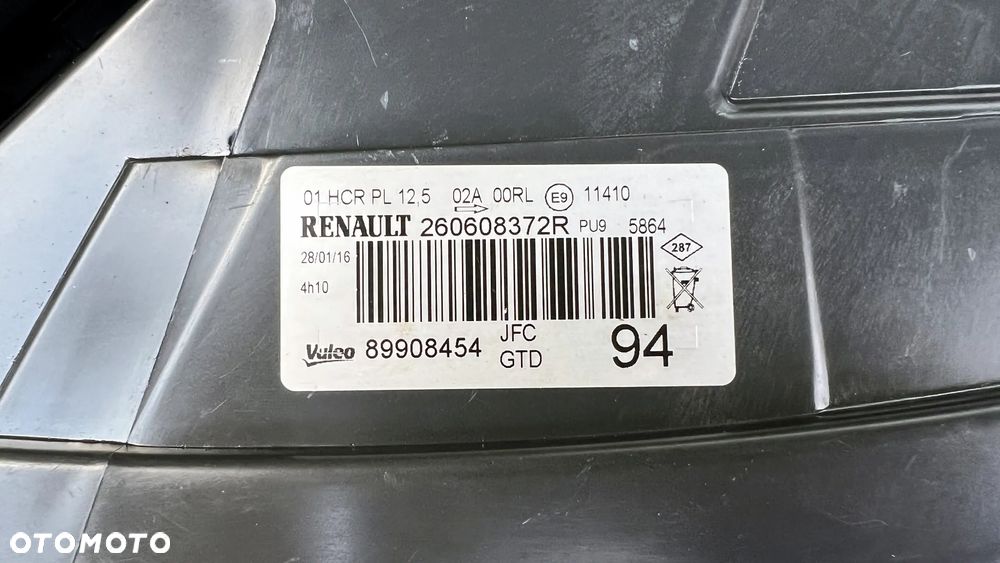 01 HCR PL 12,5 02A 00RL E9 11410
RENAULT 260608372R PU9 5864
28/01/16
287
4h10
JFC
Valeo 89908454 94
GTD
OTOMOTO